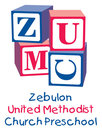 Z
U M
C
Zebulon
United Methodist
Church Preschool